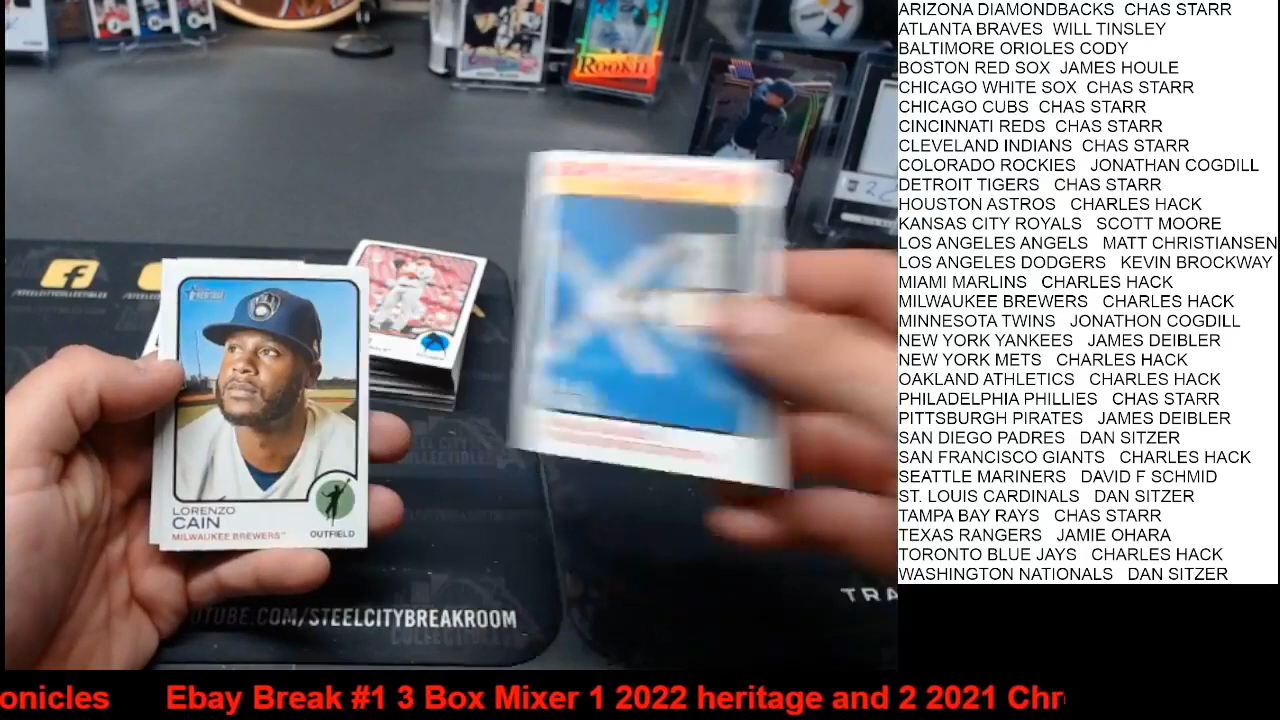 ROOKIE
HERITAGE
LORENZO
CAIN
MILWAUKEE BREWERS™
OUTFIELD
YOUTUBE.COM/STEELCITYBREAKROOM
TRA
ARIZONA DIAMONDBACKS CHAS STARR
ATLANTA BRAVES WILL TINSLEY
BALTIMORE ORIOLES CODY
BOSTON RED SOX JAMES HOULE
CHICAGO WHITE SOX CHAS STARR
CHICAGO CUBS CHAS STARR
CINCINNATI REDS CHAS STARR
CLEVELAND INDIANS CHAS STARR
COLORADO ROCKIES JONATHAN COGDILL
DETROIT TIGERS CHAS STARR
HOUSTON ASTROS CHARLES HACK
KANSAS CITY ROYALS SCOTT MOORE
LOS ANGELES ANGELS MATT CHRISTIANSEN
LOS ANGELES DODGERS KEVIN BROCKWAY
MIAMI MARLINS CHARLES HACK
MILWAUKEE BREWERS CHARLES HACK
MINNESOTA TWINS JONATHON COGDILL
NEW YORK YANKEES JAMES DEIBLER
NEW YORK METS CHARLES HACK
OAKLAND ATHLETICS CHARLES HACK
PHILADELPHIA PHILLIES CHAS STARR
PITTSBURGH PIRATES JAMES DEIBLER
SAN DIEGO PADRES DAN SITZER
SAN FRANCISCO GIANTS CHARLES HACK
SEATTLE MARINERS DAVID F SCHMID
ST. LOUIS CARDINALS DAN SITZER
TAMPA BAY RAYS CHAS STARR
TEXAS RANGERS JAMIE OHARA
TORONTO BLUE JAYS CHARLES HACK
WASHINGTON NATIONALS DAN SITZER
onicles Ebay Break #1 3 Box Mixer 1 2022 heritage and 2 2021 Chr